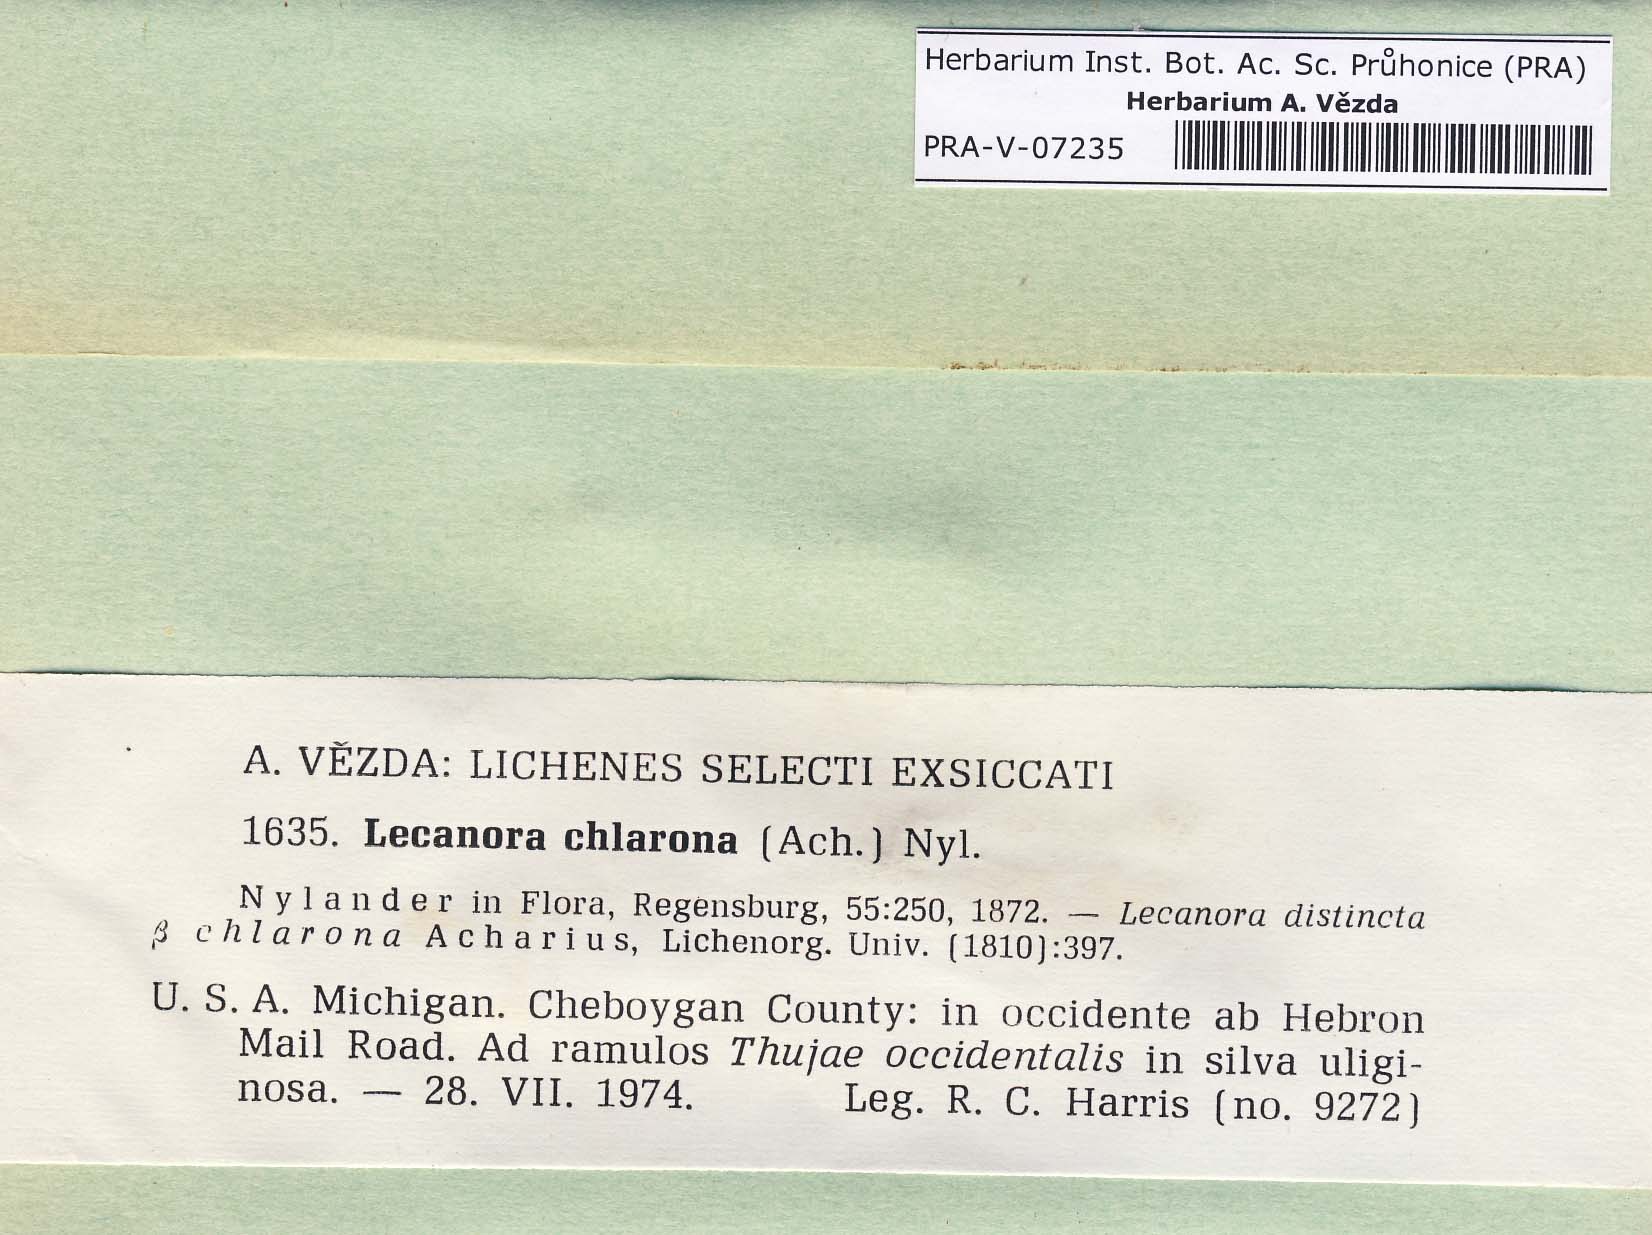 Herbarium Inst. Bot. Ac. Sc. Průhonice (PRA)
Herbarium A. Vězda
PRA-V-07235
A. VĚZDA: LICHENES SELECTI EXSICCATI
1635. Lecanora chlarona (Ach.) Nyl.
Nylander in Flora, Regensburg, 55:250, 1872. — Lecanora distincta
β chlarona Acharius, Lichenorg. Univ. (1810):397.
U. S. A. Michigan. Cheboygan County: in occidente ab Hebron
Mail Road. Ad ramulos Thujae occidentalis in silva uligi-
nosa. — 28. VII. 1974. Leg. R. C. Harris (no. 9272)